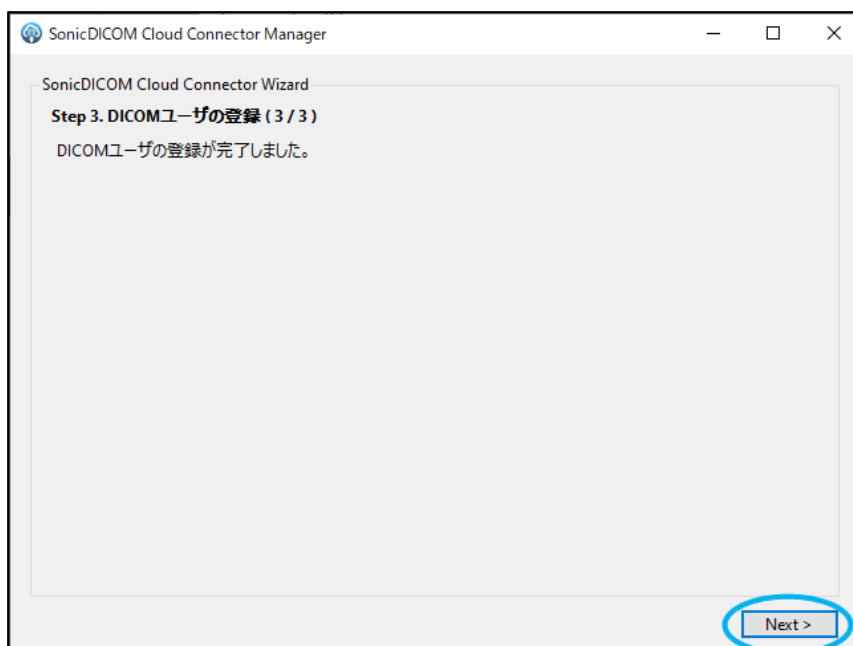 SonicDICOM Cloud Connector Manager
SonicDICOM Cloud Connector Wizard
Step 3. DICOMユーザの登録 ( 3 / 3 )
DICOMユーザの登録が完了しました。
Next >